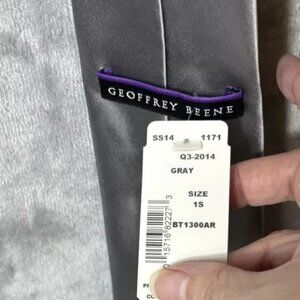 GEOFFREY BEENE
SS14 1171
Q3-2014
GRAY
SIZE
1S
BT1300AR